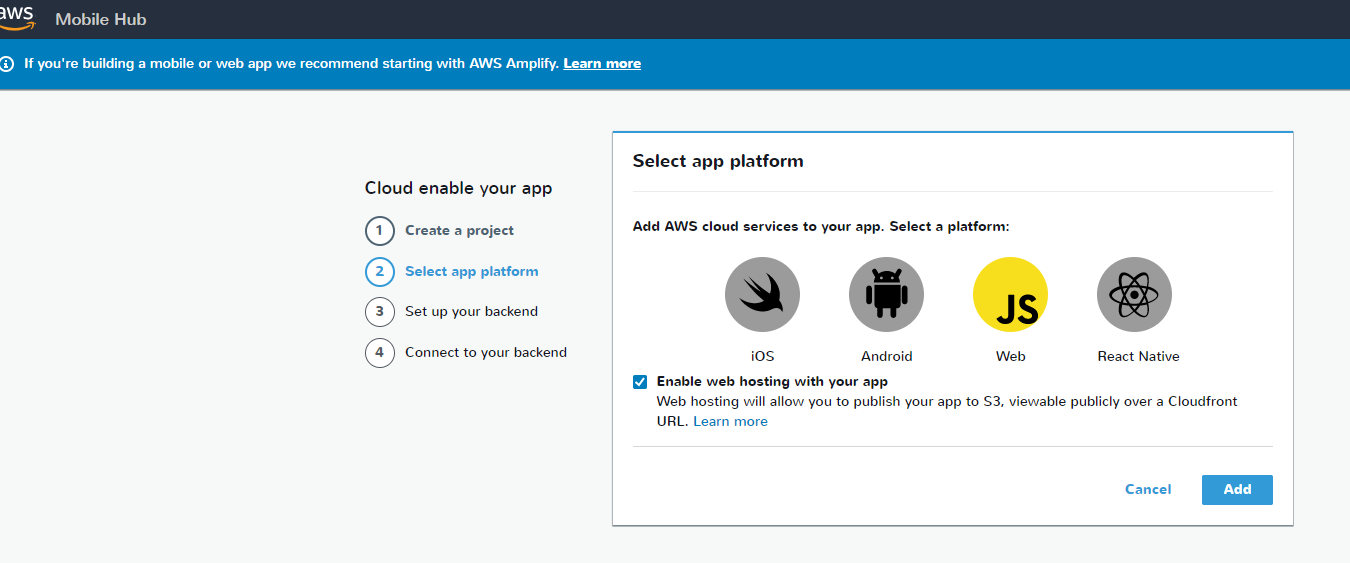 aws Mobile Hub
If you're building a mobile or web app we recommend starting with AWS Amplify. Learn more
Cloud enable your app
1 Create a project
2 Select app platform
3 Set up your backend
4 Connect to your backend
Select app platform
Add AWS cloud services to your app. Select a platform:
JS
iOS Android Web React Native
Enable web hosting with your app
Web hosting will allow you to publish your app to S3, viewable publicly over a Cloudfront
URL. Learn more
Cancel Add